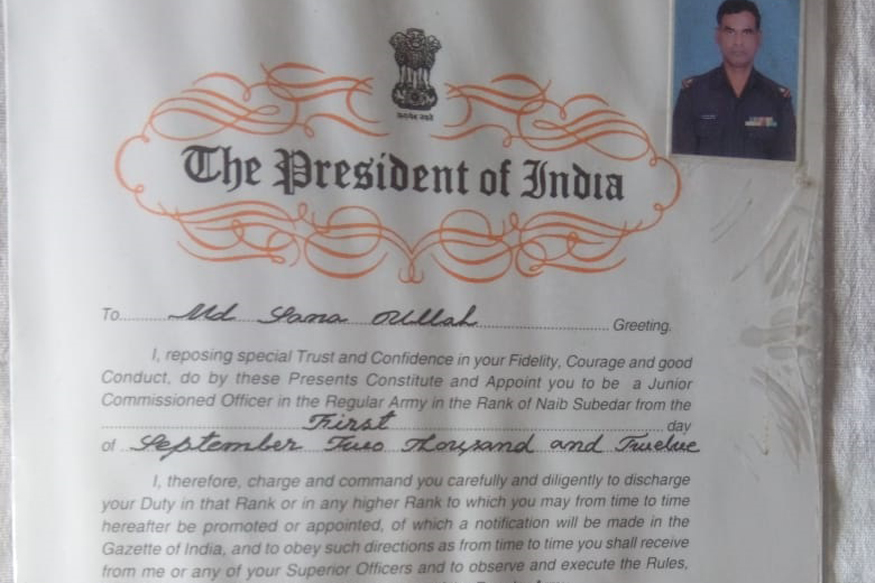 The President of India
To Md Sana Ullah Greeting.
I, reposing special Trust and Confidence in your Fidelity, Courage and good
Conduct, do by these Presents Constitute and Appoint you to be a Junior
Commissioned Officer in the Regular Army in the Rank of Naib Subedar from the
First day
of September Two Thousand and Twelve
I, therefore, charge and command you carefully and diligently to discharge
your Duty in that Rank or in any higher Rank to which you may from time to time
hereafter be promoted or appointed, of which a notification will be made in the
Gazette of India, and to obey such directions as from time to time you shall receive
from me or any of your Superior Officers and to observe and execute the Rules,